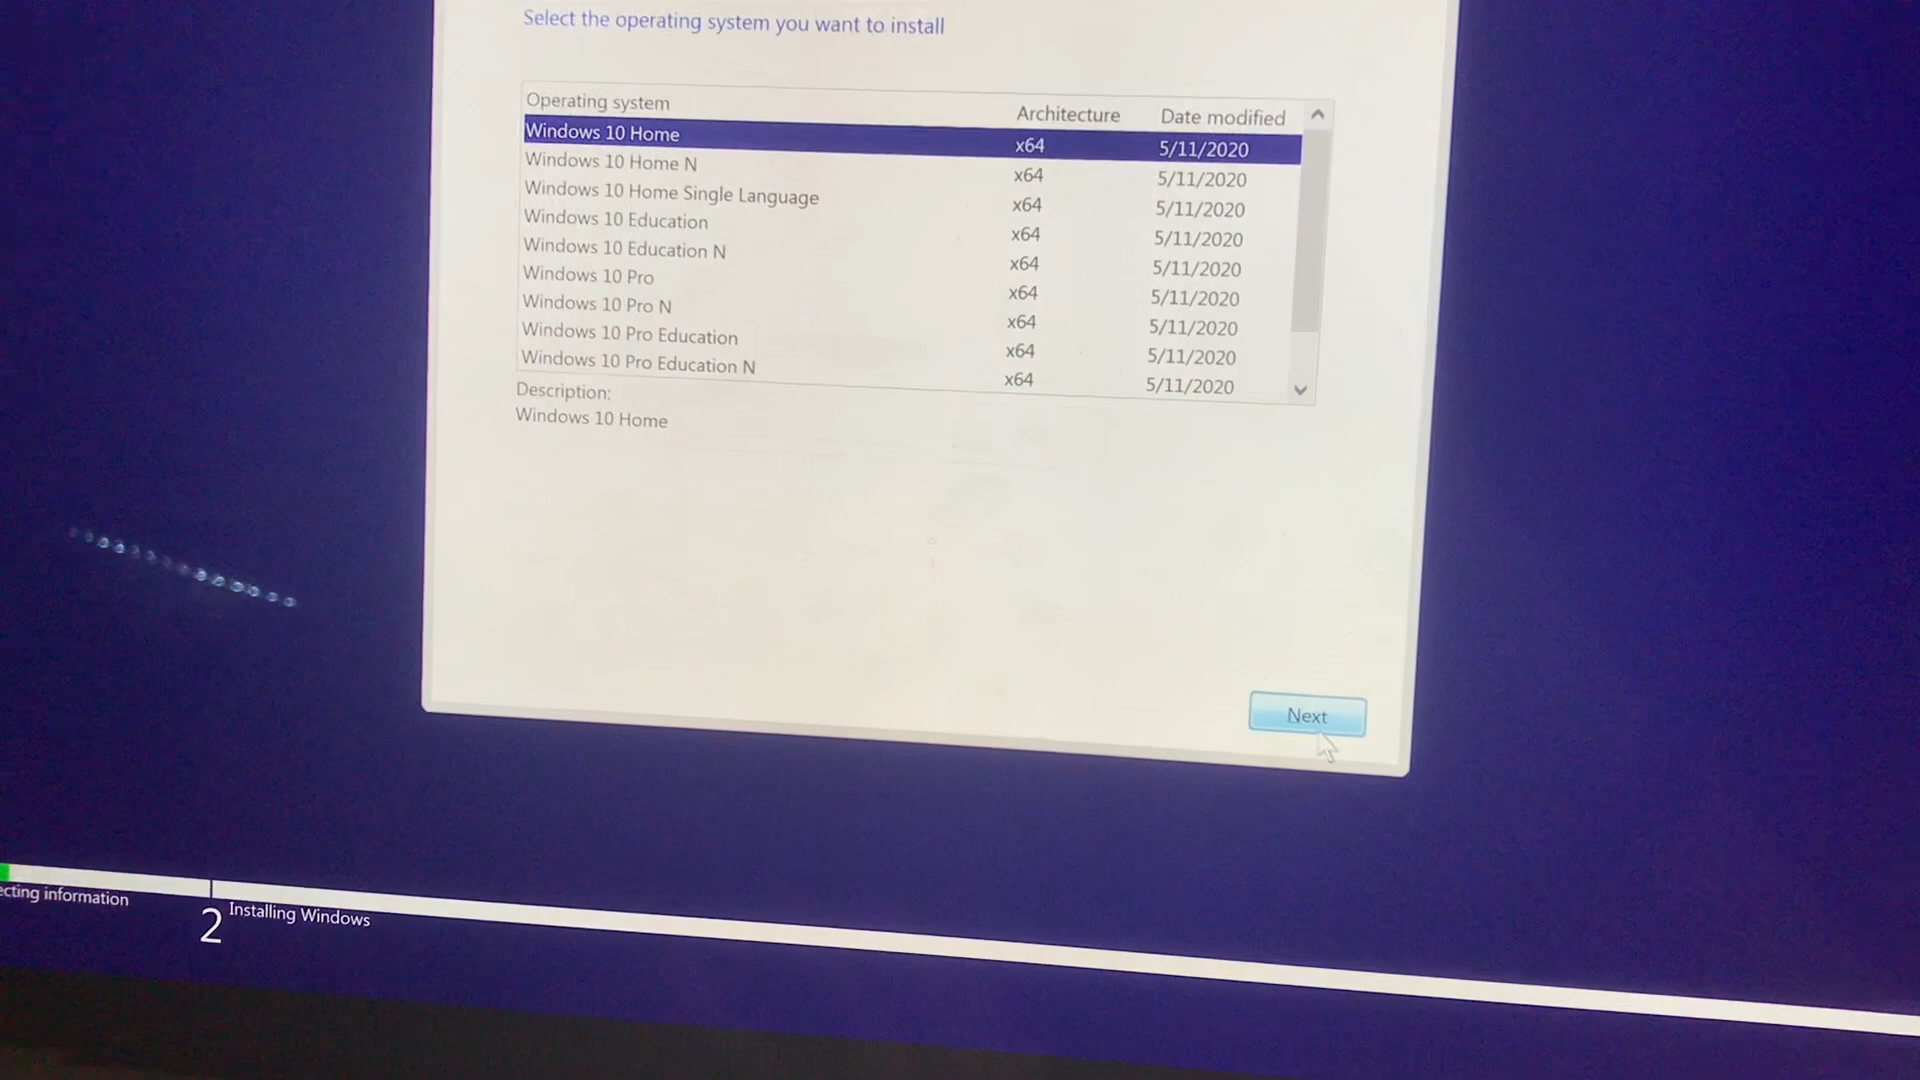 Select the operating system you want to install
Operating system Architecture Date modified
Windows 10 Home x64 5/11/2020
Windows 10 Home N x64 5/11/2020
Windows 10 Home Single Language x64 5/11/2020
Windows 10 Education x64 5/11/2020
Windows 10 Education N x64 5/11/2020
Windows 10 Pro x64 5/11/2020
Windows 10 Pro N x64 5/11/2020
Windows 10 Pro Education x64 5/11/2020
Windows 10 Pro Education N x64 5/11/2020
Description:
Windows 10 Home
Next
ecting information
2 Installing Windows